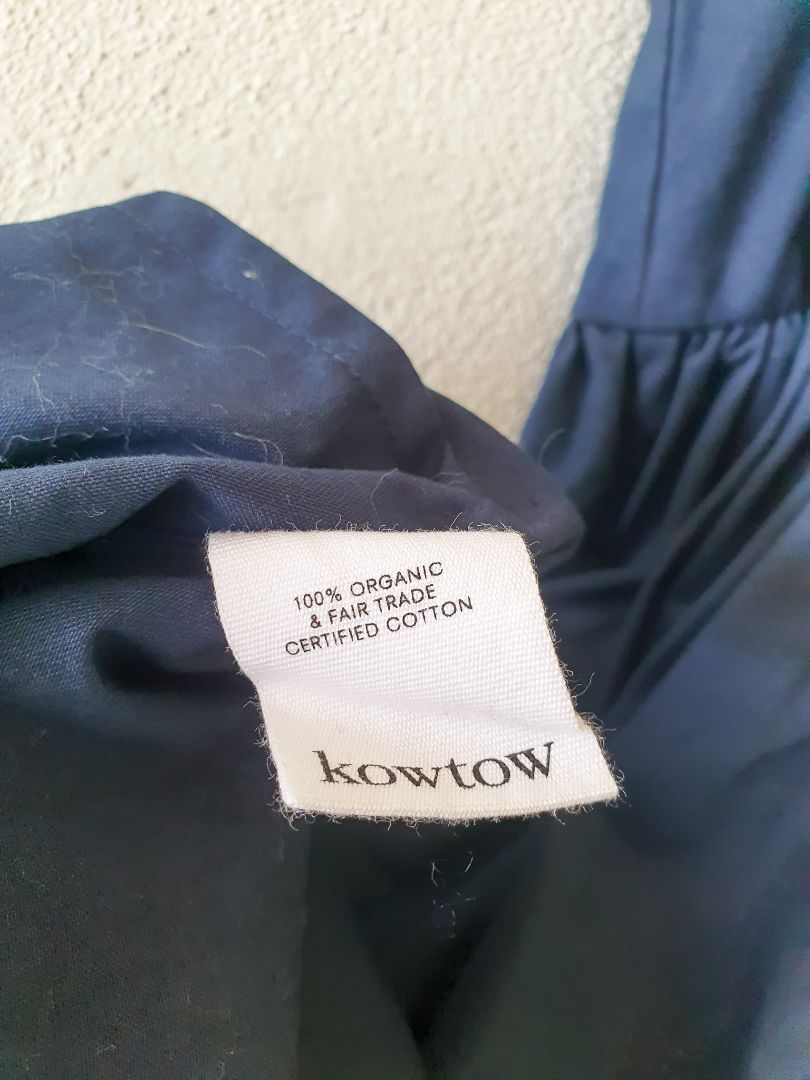 100% ORGANIC
& FAIR TRADE
CERTIFIED COTTON
kowtow